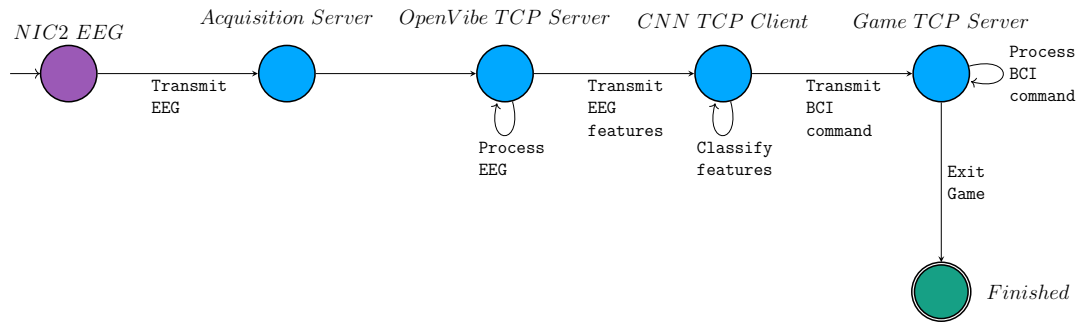 NIC2 EEG
Acquisition Server
OpenVibe TCP Server
CNN TCP Client
Game TCP Server
Transmit
EEG
Process
EEG
Transmit
EEG
features
Classify
features
Transmit
BCI
command
Process
BCI
command
Exit
Game
Finished